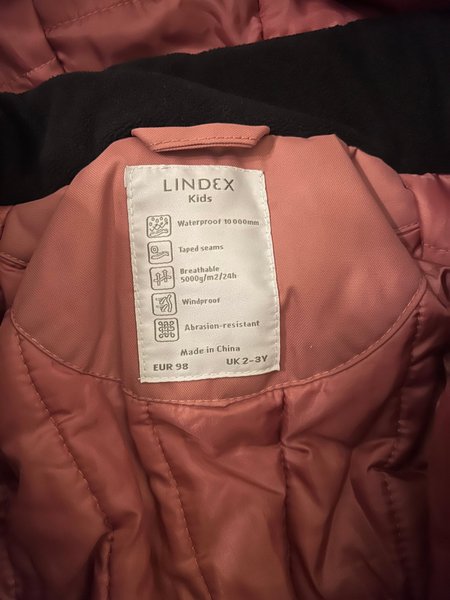 LINDEX
Kids
Waterproof 10 000mm
Taped seams
Breathable
5000g/m2/24h
Windproof
Abrasion-resistant
Made in China
EUR 98 UK 2-3Y